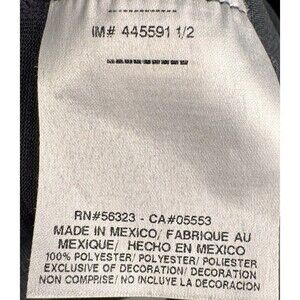 IM# 445591 1/2
RN#56323 - CA#05553
MADE IN MEXICO/ FABRIQUE AU
MEXIQUE/ HECHO EN MEXICO
100% POLYESTER/ POLYESTER/ POLIESTER
EXCLUSIVE OF DECORATION/ DECORATION
NON COMPRISE/ NO INCLUYE LA DECORACION